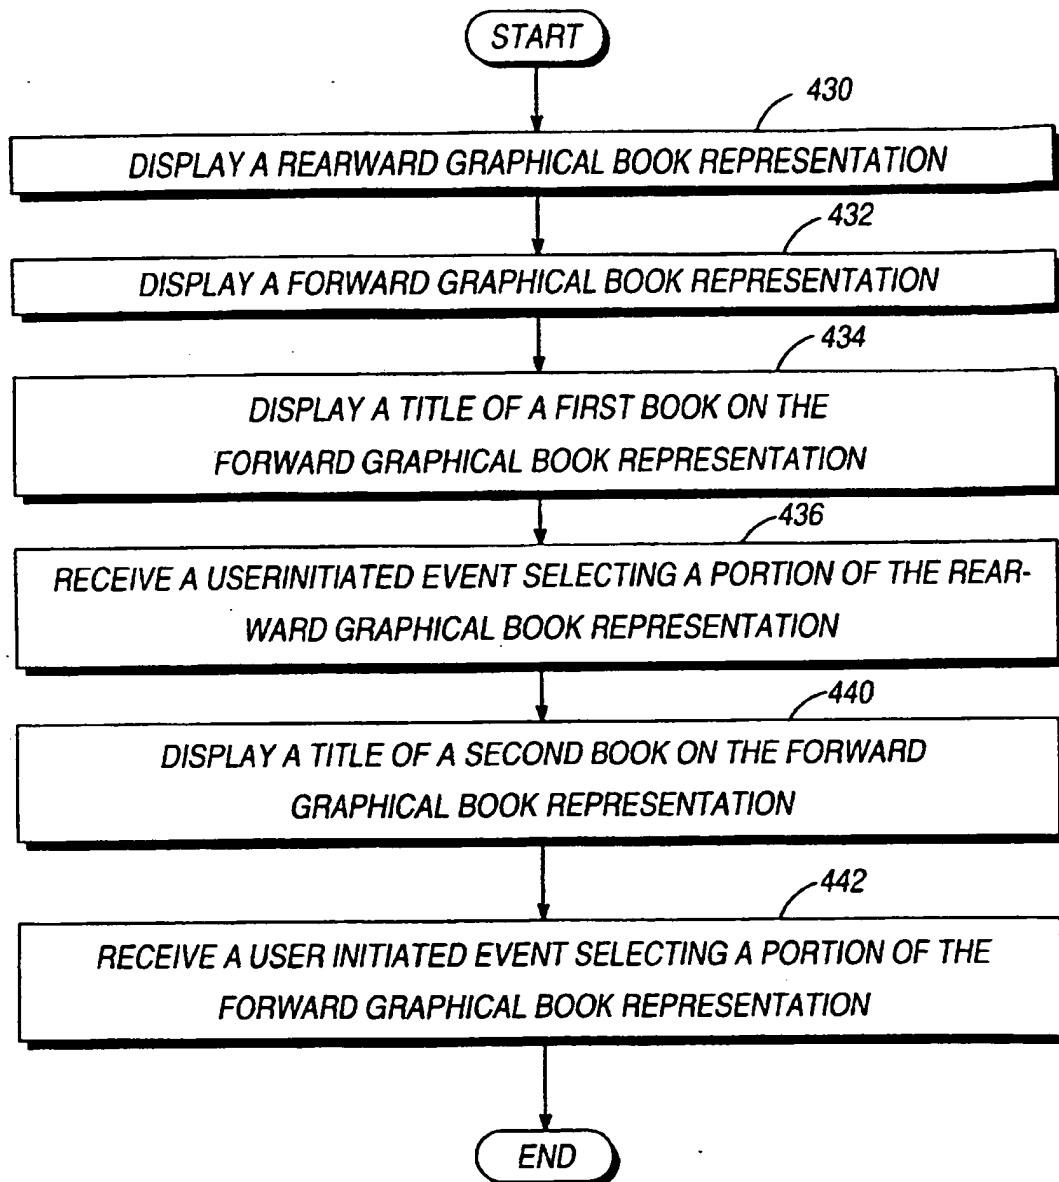 START
430
DISPLAY A REARWARD GRAPHICAL BOOK REPRESENTATION
432
DISPLAY A FORWARD GRAPHICAL BOOK REPRESENTATION
434
DISPLAY A TITLE OF A FIRST BOOK ON THE
FORWARD GRAPHICAL BOOK REPRESENTATION
436
RECEIVE A USERINITIATED EVENT SELECTING A PORTION OF THE REAR-
WARD GRAPHICAL BOOK REPRESENTATION
440
DISPLAY A TITLE OF A SECOND BOOK ON THE FORWARD
GRAPHICAL BOOK REPRESENTATION
442
RECEIVE A USER INITIATED EVENT SELECTING A PORTION OF THE
FORWARD GRAPHICAL BOOK REPRESENTATION
END